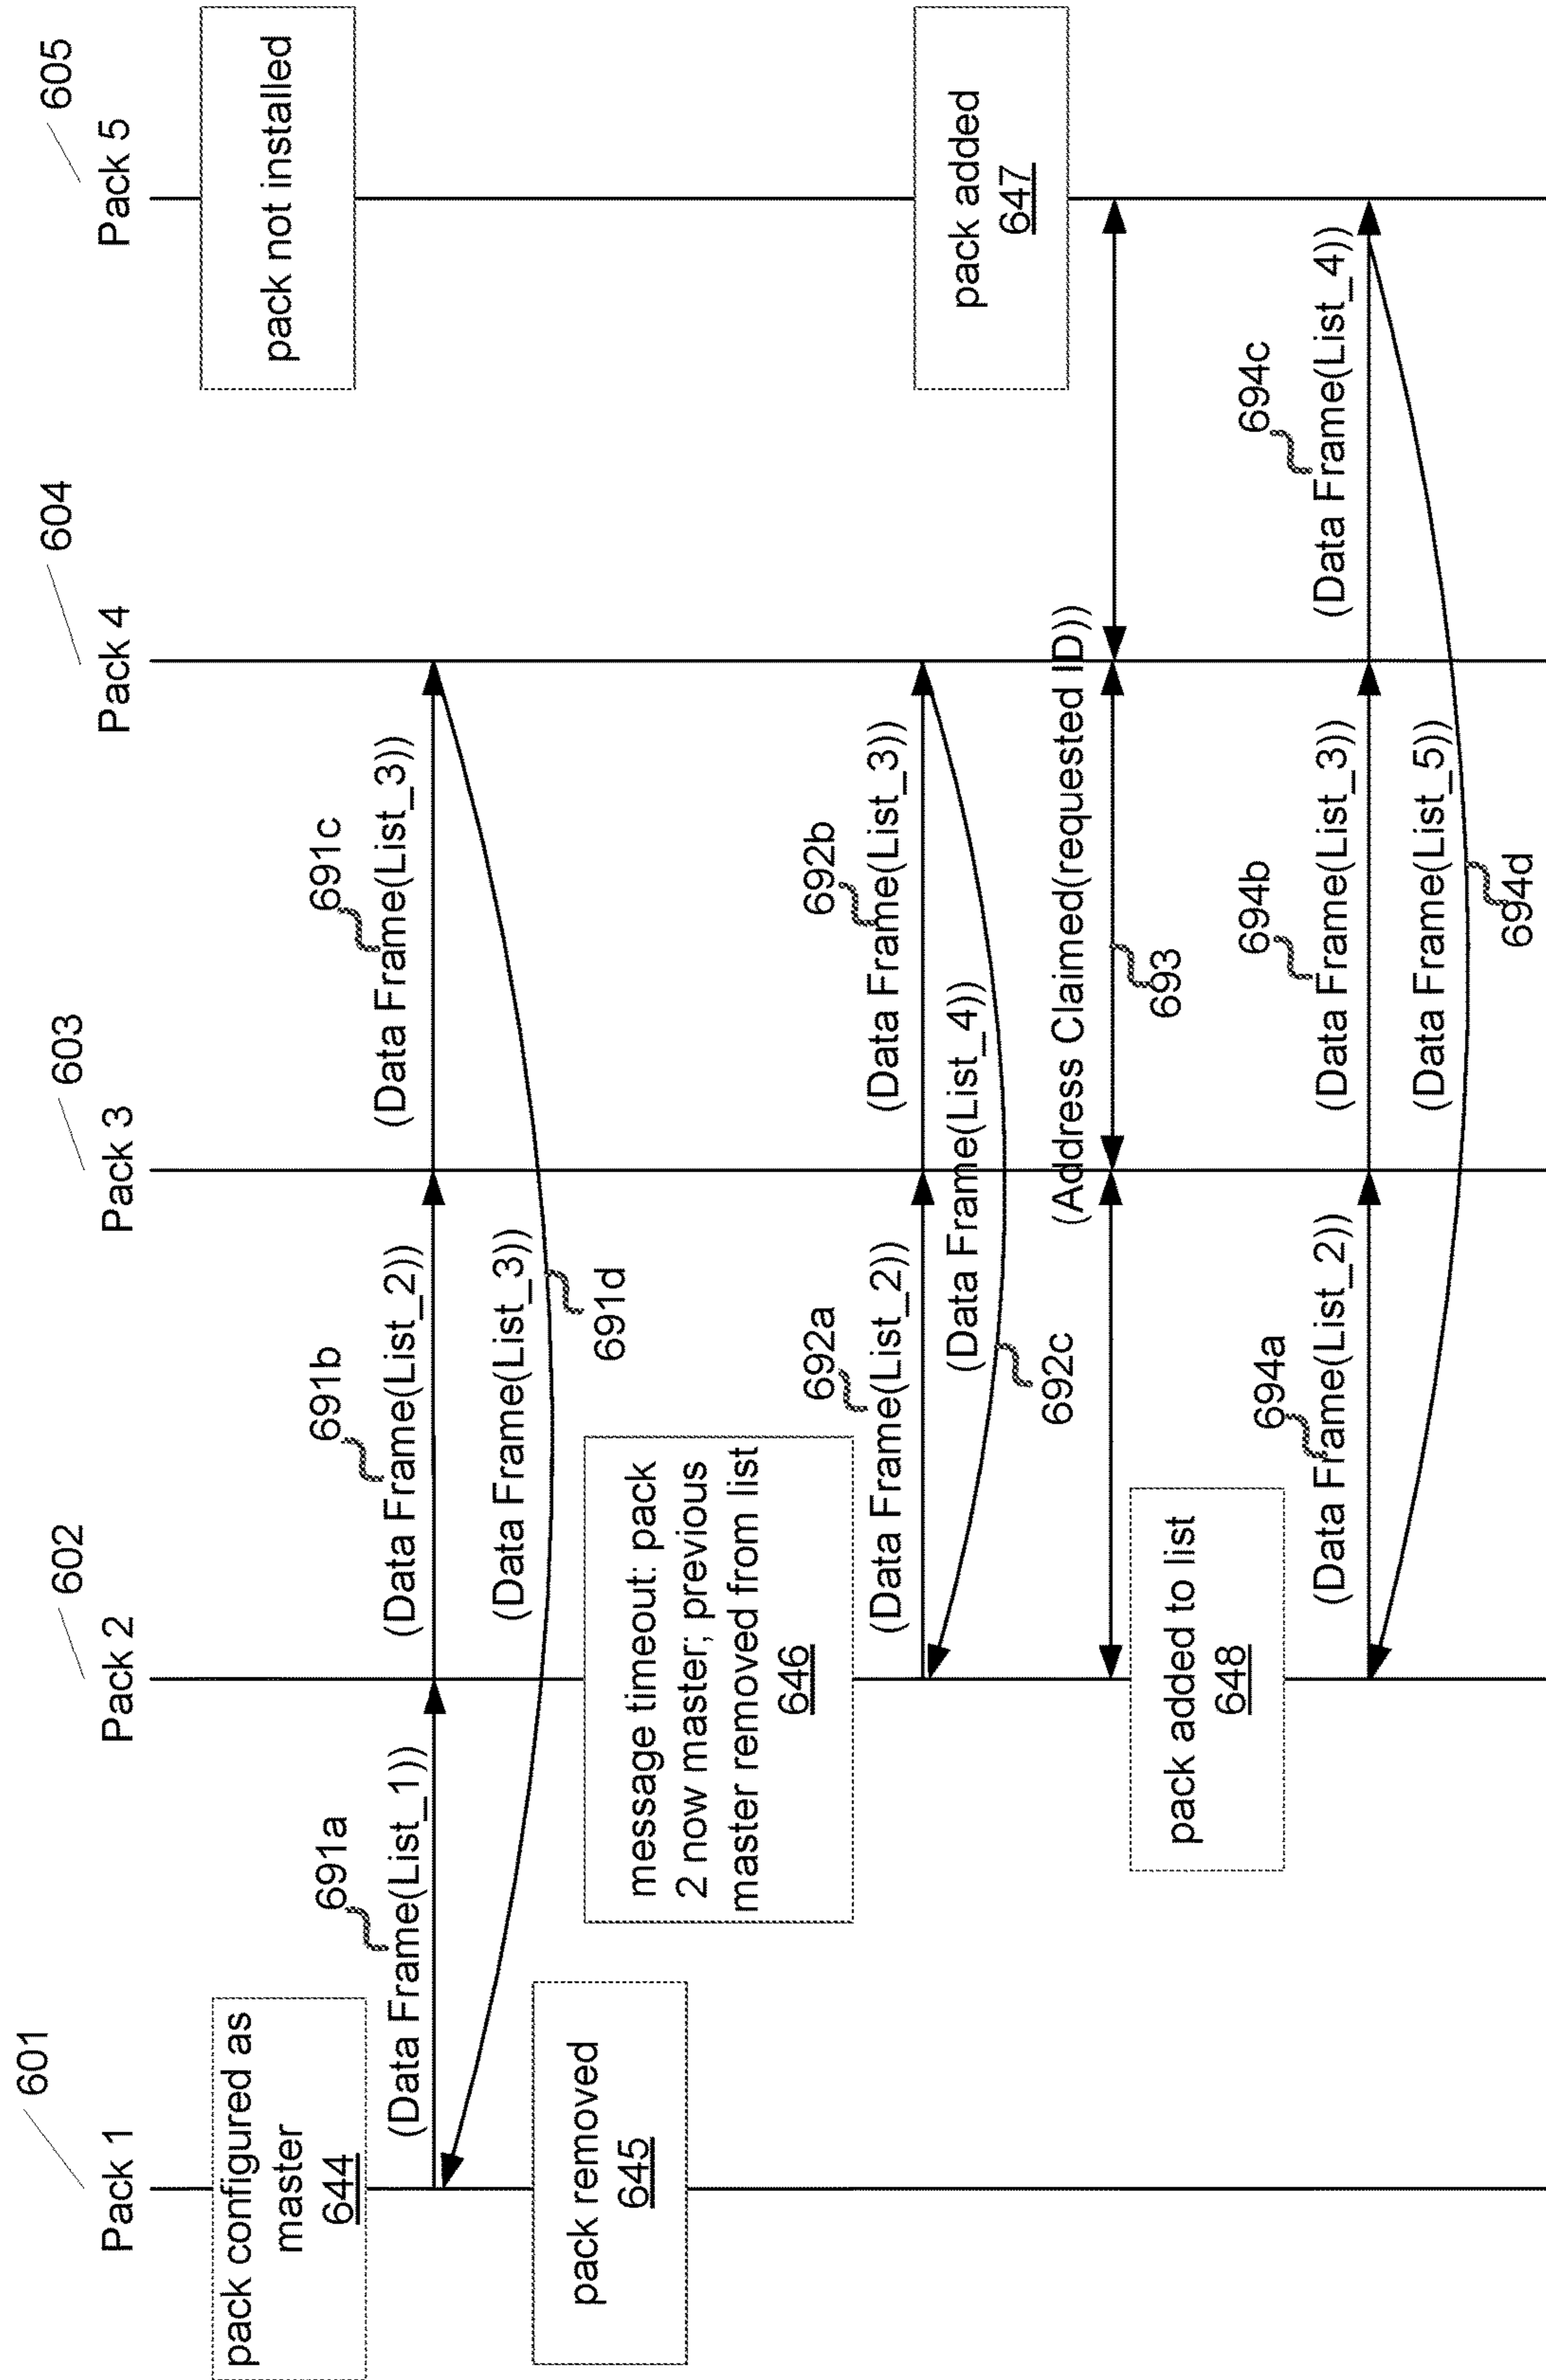 601
602
603
604
605
Pack 1
Pack 2
Pack 3
Pack 4
Pack 5
pack configured as
master
644
pack not installed
691a
(Data Frame(List_1))
691b
(Data Frame(List_2))
691c
(Data Frame(List_3))
(Data Frame(List_3))
691d
pack removed
645
message timeout: pack
2 now master; previous
master removed from list
646
692a
(Data Frame(List_2))
692b
(Data Frame(List_3))
(Data Frame(List_4))
692c
pack added
647
(Address Claimed(requested ID))
693
pack added to list
648
694a
(Data Frame(List_2))
694b
(Data Frame(List_3))
694c
(Data Frame(List_4))
(Data Frame(List_5))
694d